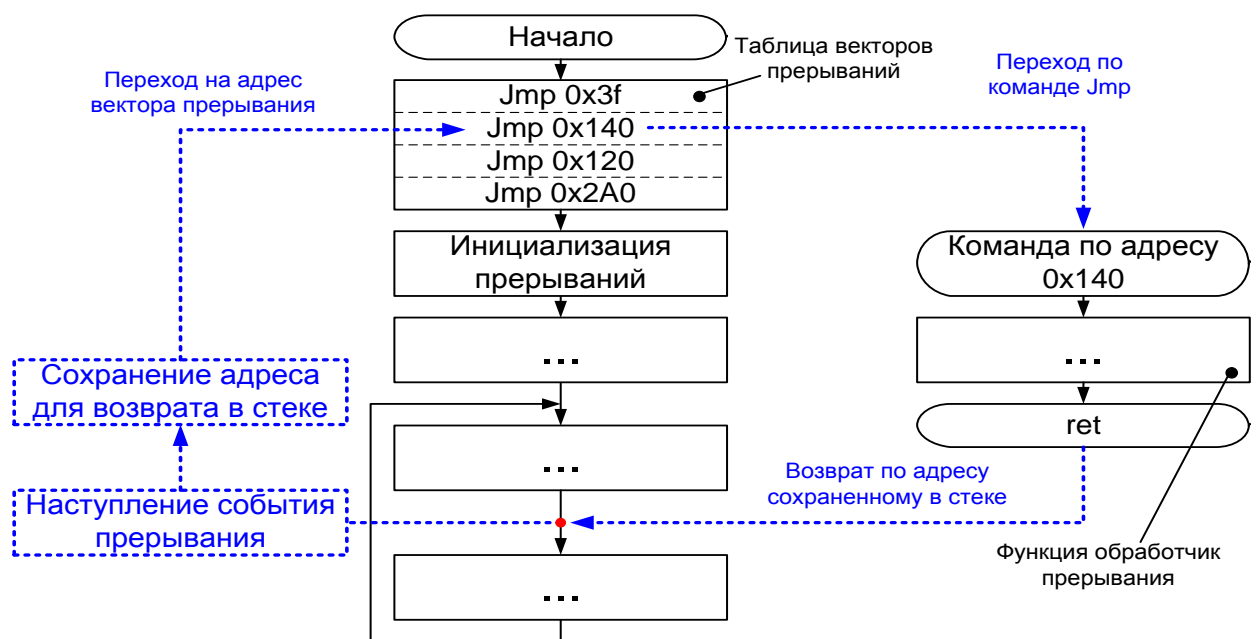 Начало
Таблица векторов
прерываний
Переход по
команде Jmp
Переход на адрес
вектора прерывания
Jmp 0x3f
Jmp 0x140
Jmp 0x120
Jmp 0x2A0
Инициализация
прерываний
Команда по адресу
0x140
...
...
Сохранение адреса
для возврата в стеке
ret
...
Возврат по адресу
сохраненному в стеке
Наступление события
прерывания
Функция обработчик
прерывания
...